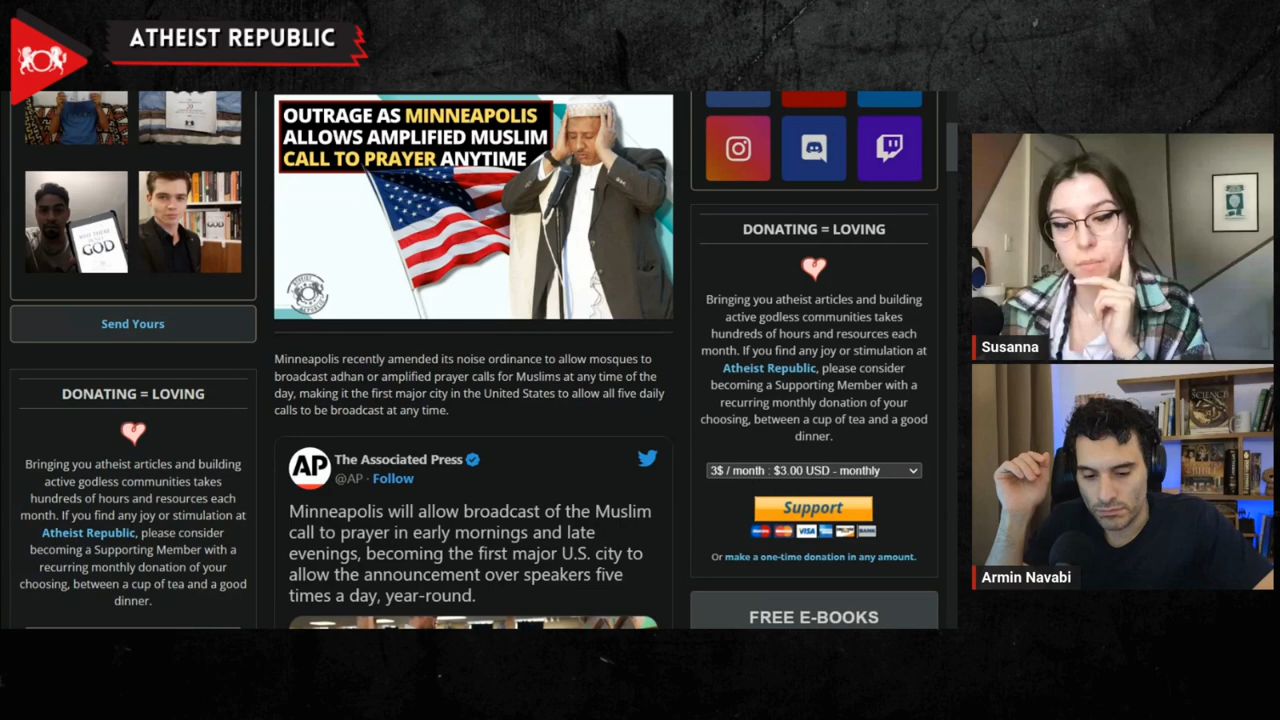 ATHEIST REPUBLIC
GOD
GOD
Send Yours
DONATING = LOVING
Bringing you atheist articles and building
active godless communities takes
hundreds of hours and resources each
month. If you find any joy or stimulation at
Atheist Republic, please consider
becoming a Supporting Member with a
recurring monthly donation of your
choosing, between a cup of tea and a good
dinner.
OUTRAGE AS MINNEAPOLIS
ALLOWS AMPLIFIED MUSLIM
CALL TO PRAYER ANYTIME
Minneapolis recently amended its noise ordinance to allow mosques to
broadcast adhan or amplified prayer calls for Muslims at any time of the
day, making it the first major city in the United States to allow all five daily
calls to be broadcast at any time.
AP
The Associated Press
@AP · Follow
Minneapolis will allow broadcast of the Muslim
call to prayer in early mornings and late
evenings, becoming the first major U.S. city to
allow the announcement over speakers five
times a day, year-round.
DONATING = LOVING
Bringing you atheist articles and building
active godless communities takes
hundreds of hours and resources each
month. If you find any joy or stimulation at
Atheist Republic, please consider
becoming a Supporting Member with a
recurring monthly donation of your
choosing, between a cup of tea and a good
dinner.
3$ / month : $3.00 USD - monthly
Support
VISA
BANK
Or make a one-time donation in any amount.
FREE E-BOOKS
Susanna
SCIENCE
Armin Navabi